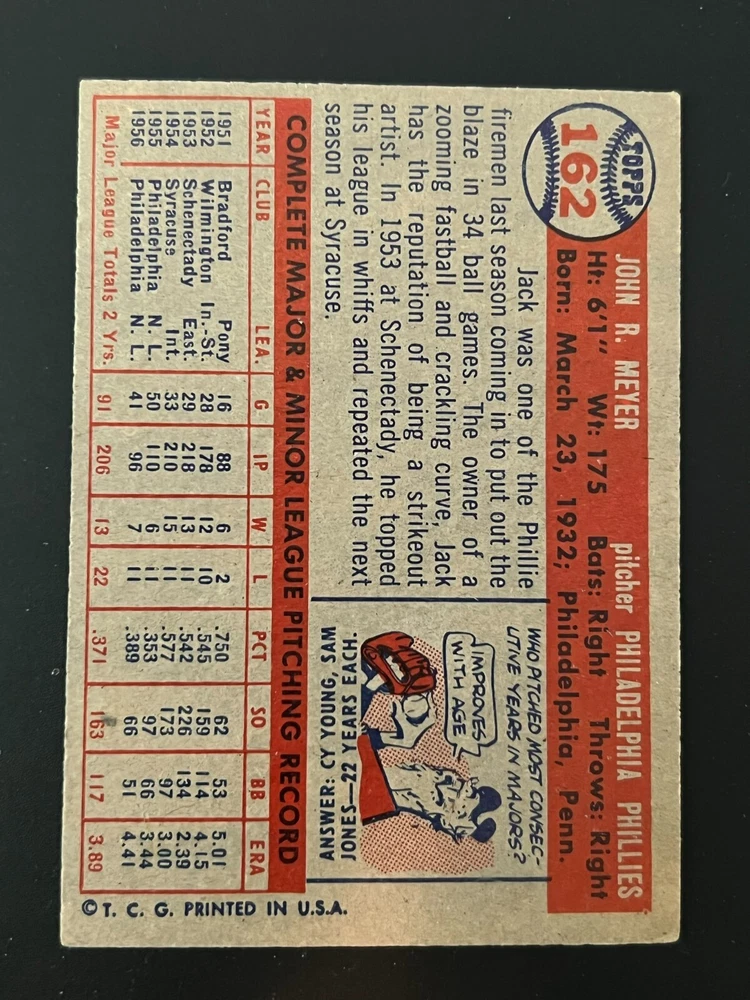 TOPPS
162
JOHN R. MEYER pitcher PHILADELPHIA PHILLIES
Ht: 6'1" Wt: 175 Bats: Right Throws: Right
Born: March 23, 1932; Philadelphia, Penn.
Jack was one of the Phillie
firemen last season coming in to put out the
blaze in 34 ball games. The owner of a
zooming fastball and crackling curve, Jack
has the reputation of being a strikeout
artist. In 1953 at Schenectady, he topped
his league in whiffs and repeated the next
season at Syracuse.
WHO PITCHED MOST CONSEC-
UTIVE YEARS IN MAJORS?
IMPROVES
WITH AGE
ANSWER: CY YOUNG, SAM
JONES—22 YEARS EACH.
COMPLETE MAJOR & MINOR LEAGUE PITCHING RECORD
YEAR CLUB LEA. G IP W L PCT SO BB ERA
1951 Bradford Pony 16 88 6 2 .750 62 53 5.01
1952 Wilmington In.-St. 28 178 12 10 .545 159 114 4.15
1953 Schenectady East. 29 218 13 11 .542 226 134 2.39
1954 Syracuse Int. 33 210 15 11 .577 173 97 3.00
1955 Philadelphia N. L. 50 110 6 11 .353 97 66 3.44
1956 Philadelphia N. L. 41 96 7 11 .389 66 51 4.41
Major League Totals 2 Yrs. 91 206 13 22 .371 163 117 3.89
© T. C. G. PRINTED IN U.S.A.